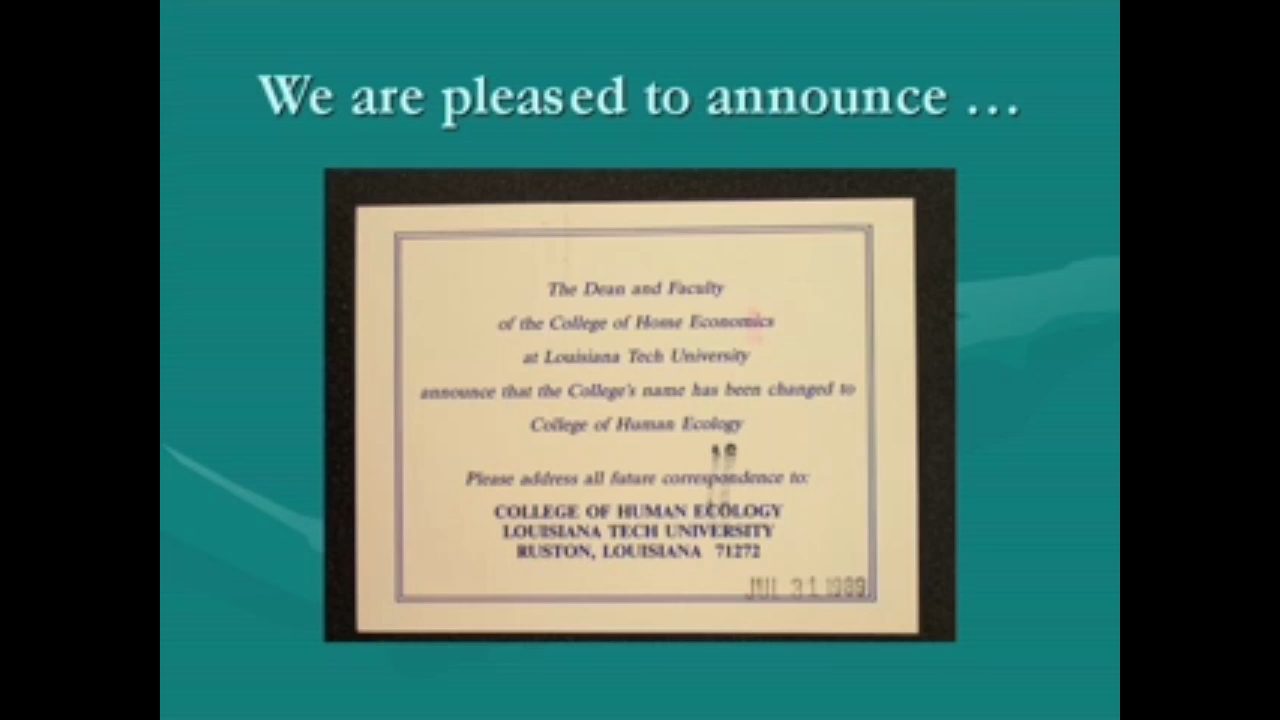 We are pleased to announce ...
The Dean and Faculty
of the College of Home Economics
at Louisiana Tech University
announce that the College's name has been changed to
College of Human Ecology
Please address all future correspondence to:
COLLEGE OF HUMAN ECOLOGY
LOUISIANA TECH UNIVERSITY
RUSTON, LOUISIANA 71272
JUL 31 1989